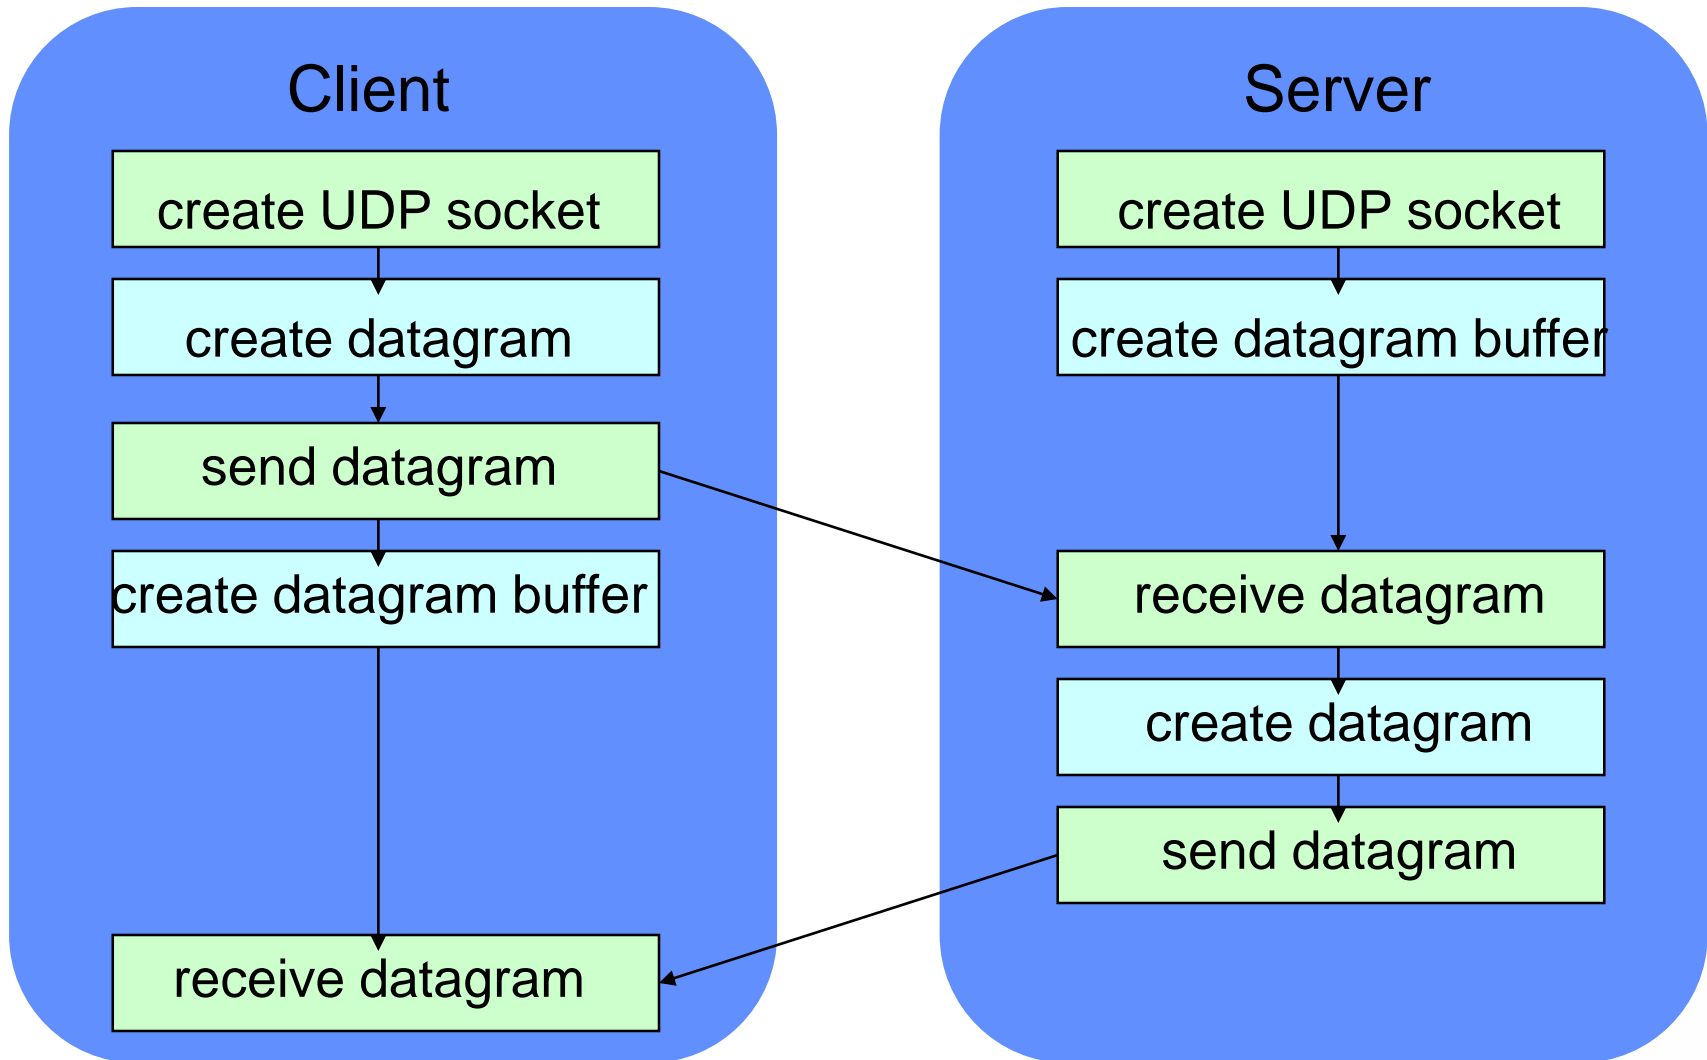 Client
create UDP socket
create datagram
send datagram
create datagram buffer
receive datagram
Server
create UDP socket
create datagram buffer
receive datagram
create datagram
send datagram